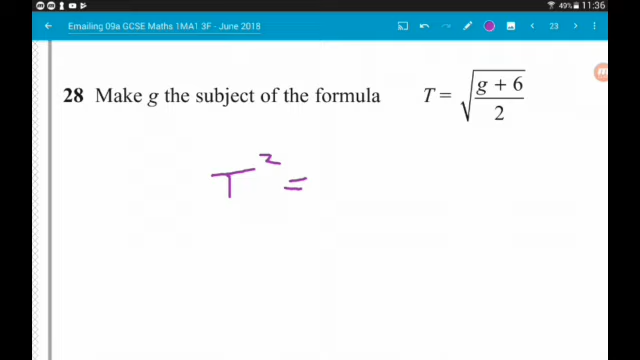 49% 11:36
Emailing 09a GCSE Maths 1MA1 3F - June 2018
23
28 Make g the subject of the formula T = √((g + 6)/2)
T² =